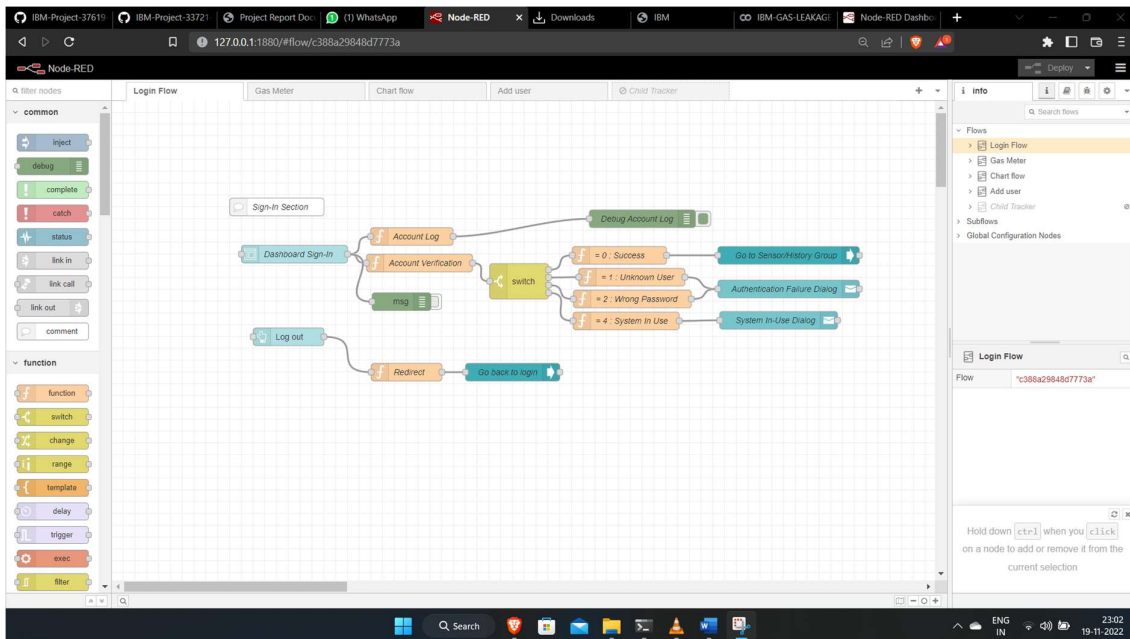 IBM-Project-37619
IBM-Project-33721
Project Report Doc
(1) WhatsApp
Node-RED
Downloads
IBM
IBM-GAS-LEAKAGE
Node-RED Dashbo
127.0.0.1:1880/#flow/c388a29848d7773a
Node-RED
Deploy
filter nodes
Login Flow
Gas Meter
Chart flow
Add user
Child Tracker
info
Search flows
common
inject
debug
complete
catch
status
link in
link call
link out
comment
function
function
switch
change
range
template
delay
trigger
exec
filter
Sign-In Section
Debug Account Log
Account Log
Dashboard Sign-In
Account Verification
msg
switch
= 0 : Success
= 1 : Unknown User
= 2 : Wrong Password
= 4 : System In Use
Go to Sensor/History Group
Authentication Failure Dialog
System In-Use Dialog
Log out
Redirect
Go back to login
Flows
Login Flow
Gas Meter
Chart flow
Add user
Child Tracker
Subflows
Global Configuration Nodes
Login Flow
Flow "c388a29848d7773a"
Hold down ctrl when you click
on a node to add or remove it from the
current selection
Search
ENG
IN
23:02
19-11-2022